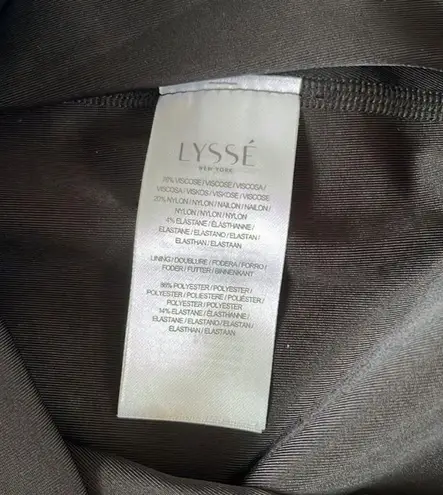 LYSSÉ
NEW YORK
76% VISCOSE / VISCOSE / VISCOSA /
VISCOSA / VISKOS / VISKOSE / VISCOSE
20% NYLON / NYLON / NAILON / NAILON /
NYLON / NYLON / NYLON
4% ELASTANE / ÉLASTHANNE /
ELASTANE / ELASTANO / ELASTAN /
ELASTHAN / ELASTAAN
LINING / DOUBLURE / FODERA / FORRO /
FODER / FUTTER / BINNENKANT
POLYESTER / POLYESTER /
POLYESTER / POLIESTERE / POLIÉSTER /
POLYESTER / POLYESTER
14% ELASTANE / ÉLASTHANNE /
ELASTANE / ELASTANO / ELASTAN /
ELASTHAN / ELASTAAN